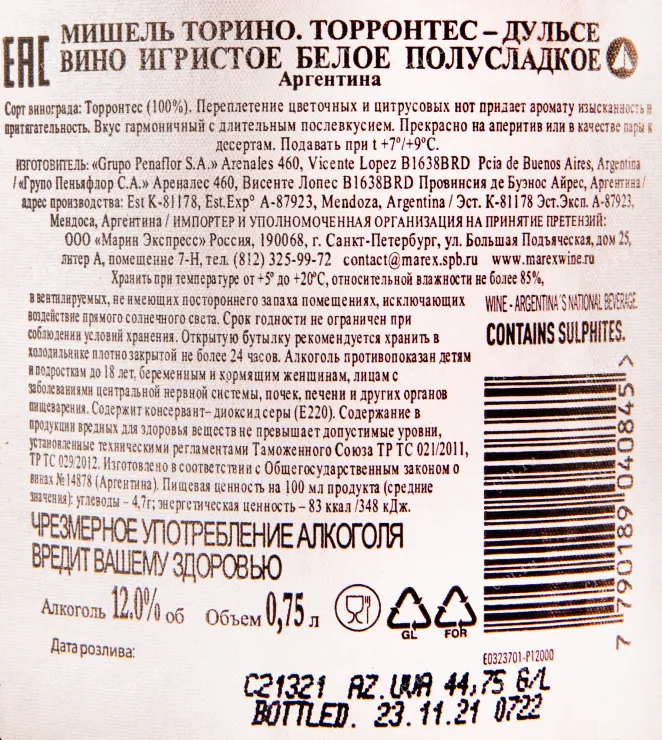 EAC
МИШЕЛЬ ТОРИНО. ТОРРОНТЕС – ДУЛЬСЕ
ВИНО ИГРИСТОЕ БЕЛОЕ ПОЛУСЛАДКОЕ
Аргентина
Сорт винограда: Торронтес (100%). Переплетение цветочных и цитрусовых нот придает аромату изысканность и
притягательность. Вкус гармоничный с длительным послевкусием. Прекрасно на аперитив или в качестве пары к
десертам. Подавать при t +7°/+9°C.
ИЗГОТОВИТЕЛЬ: «Grupo Penaflor S.A.» Arenales 460, Vicente Lopez B1638BRD Pcia de Buenos Aires, Argentina
/ «Групо Пеньяфлор С.А.» Ареналес 460, Висенте Лопес B1638BRD Провинсия де Буэнос Айрес, Аргентина /
адрес производства: Est K-81178, Est.Exp° A-87923, Mendoza, Argentina / Эст. K-81178 Эст.Эксп. A-87923,
Мендоса, Аргентина / ИМПОРТЕР И УПОЛНОМОЧЕННАЯ ОРГАНИЗАЦИЯ НА ПРИНЯТИЕ ПРЕТЕНЗИЙ:
ООО «Марин Экспресс» Россия, 190068, г. Санкт-Петербург, ул. Большая Подъяческая, дом 25,
литер А, помещение 7-Н, тел. (812) 325-99-72 contact@marex.spb.ru www.marexwine.ru
Хранить при температуре от +5° до +20°C, относительной влажности не более 85%,
в вентилируемых, не имеющих постороннего запаха помещениях, исключающих
воздействие прямого солнечного света. Срок годности не ограничен при
соблюдении условий хранения. Открытую бутылку рекомендуется хранить в
холодильнике плотно закрытой не более 24 часов. Алкоголь противопоказан детям
и подросткам до 18 лет, беременным и кормящим женщинам, лицам с
заболеваниями центральной нервной системы, почек, печени и других органов
пищеварения. Содержит консервант– диоксид серы (E220). Содержание в
продукции вредных для здоровья веществ не превышает допустимые уровни,
установленные техническими регламентами Таможенного Союза ТР ТС 021/2011,
ТР ТС 029/2012. Изготовлено в соответствии с Общегосударственным законом о
винах №14878 (Аргентина). Пищевая ценность на 100 мл продукта (средние
значения): углеводы – 4,7г; энергетическая ценность – 83 ккал /348 кДж.
WINE - ARGENTINA´S NATIONAL BEVERAGE
CONTAINS SULPHITES.
7 790189 040845 >
ЧРЕЗМЕРНОЕ УПОТРЕБЛЕНИЕ АЛКОГОЛЯ
ВРЕДИТ ВАШЕМУ ЗДОРОВЬЮ
Алкоголь 12.0% об Объем 0,75 л
GL FOR
Дата розлива:
E0323701-P12000
C21321 AZ.UVA 44,75 G/L
BOTTLED. 23.11.21 0722